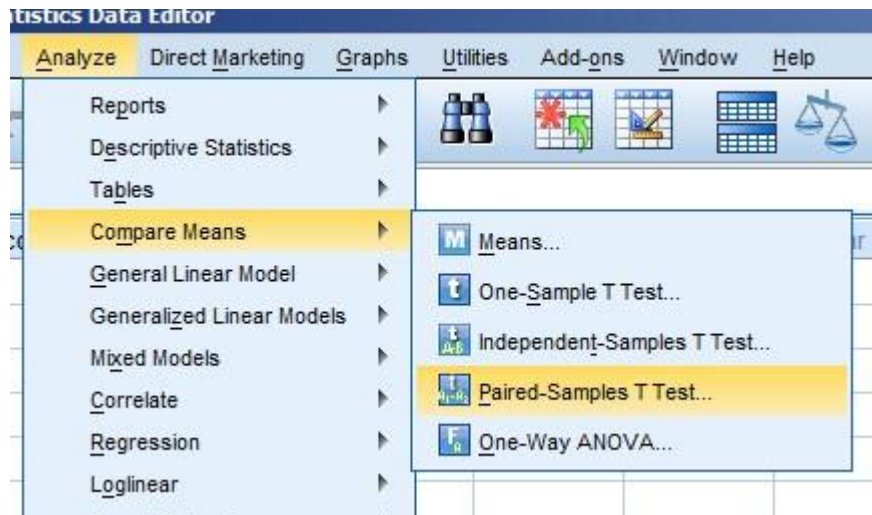 tistics Data Editor
Analyze Direct Marketing Graphs Utilities Add-ons Window Help
Reports
Descriptive Statistics
Tables
Compare Means
General Linear Model
Generalized Linear Models
Mixed Models
Correlate
Regression
Loglinear
M Means...
t One-Sample T Test...
Independent-Samples T Test...
Paired-Samples T Test...
One-Way ANOVA...